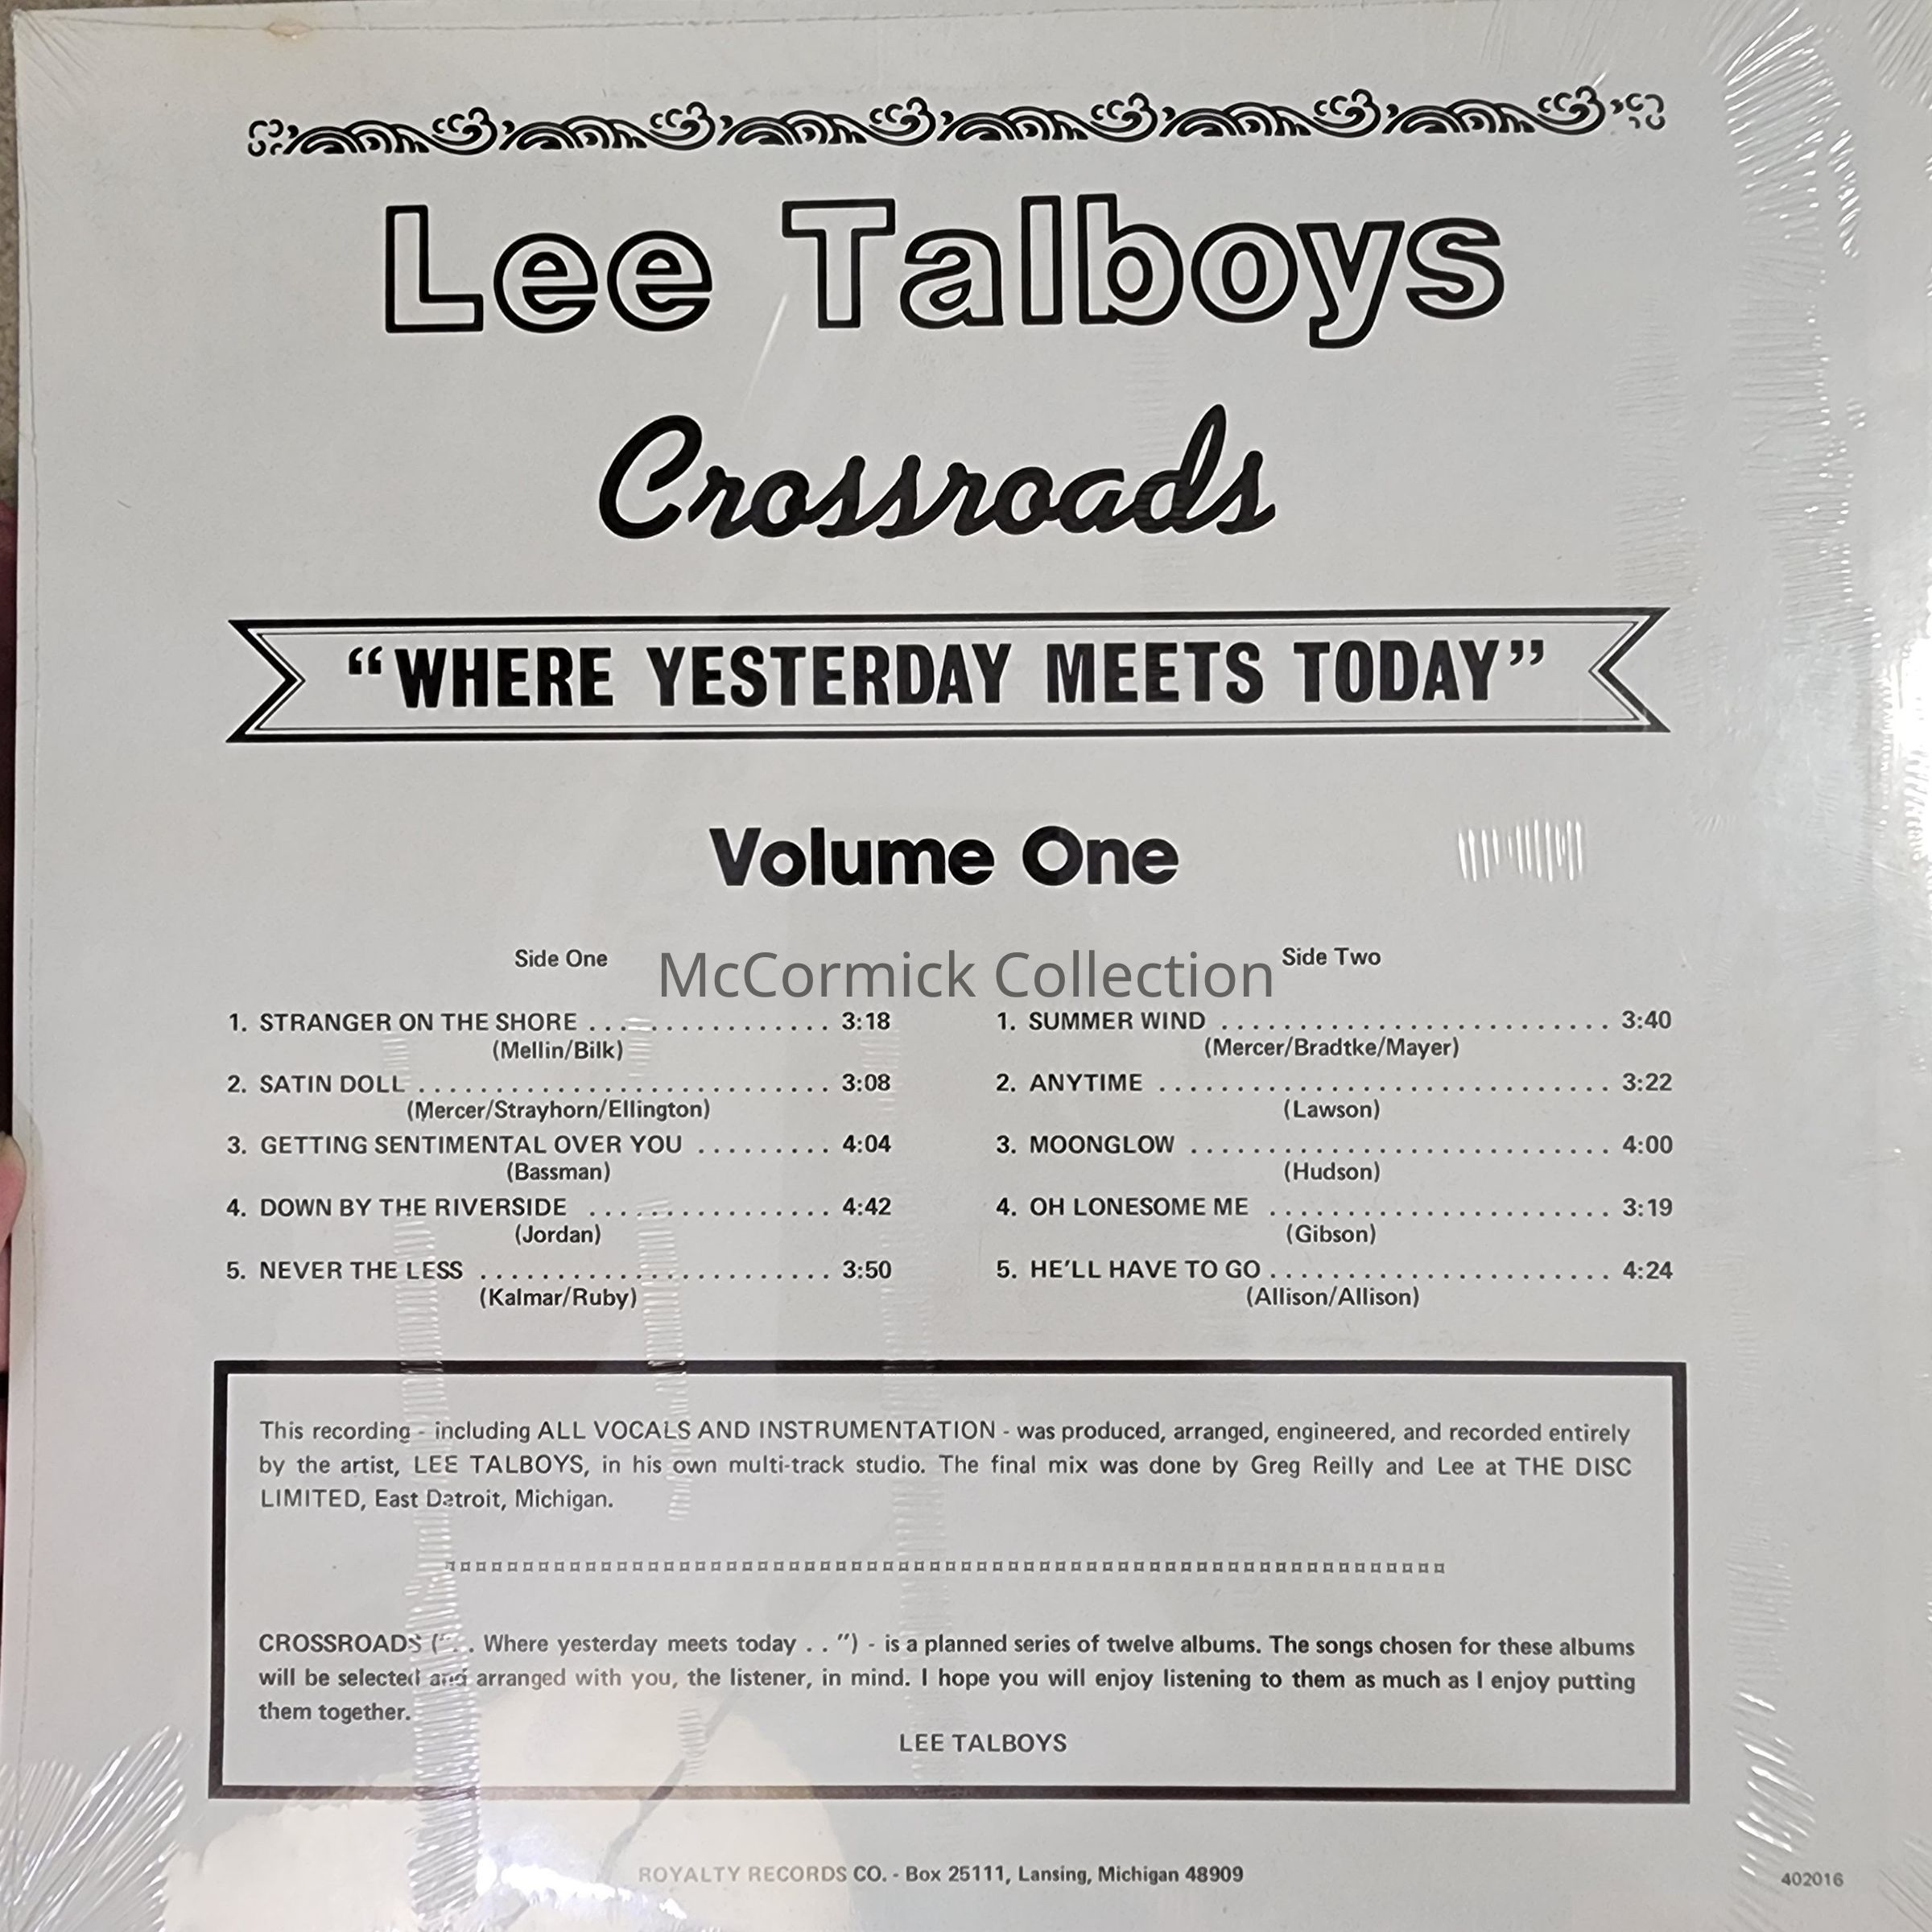 Lee Talboys
Crossroads
“WHERE YESTERDAY MEETS TODAY”
Volume One
McCormick Collection
Side One
1. STRANGER ON THE SHORE . . . . . . . . . . . . . . . 3:18
(Mellin/Bilk)
2. SATIN DOLL . . . . . . . . . . . . . . . . . . . . . . . . . . . 3:08
(Mercer/Strayhorn/Ellington)
3. GETTING SENTIMENTAL OVER YOU . . . . . . . . . 4:04
(Bassman)
4. DOWN BY THE RIVERSIDE . . . . . . . . . . . . . . . . 4:42
(Jordan)
5. NEVER THE LESS . . . . . . . . . . . . . . . . . . . . . . . 3:50
(Kalmar/Ruby)
Side Two
1. SUMMER WIND . . . . . . . . . . . . . . . . . . . . . . . . . 3:40
(Mercer/Bradtke/Mayer)
2. ANYTIME . . . . . . . . . . . . . . . . . . . . . . . . . . . . . 3:22
(Lawson)
3. MOONGLOW . . . . . . . . . . . . . . . . . . . . . . . . . . . 4:00
(Hudson)
4. OH LONESOME ME . . . . . . . . . . . . . . . . . . . . . . 3:19
(Gibson)
5. HE’LL HAVE TO GO . . . . . . . . . . . . . . . . . . . . . . 4:24
(Allison/Allison)
This recording - including ALL VOCALS AND INSTRUMENTATION - was produced, arranged, engineered, and recorded entirely
by the artist, LEE TALBOYS, in his own multi-track studio. The final mix was done by Greg Reilly and Lee at THE DISC
LIMITED, East Detroit, Michigan.
CROSSROADS (“. . Where yesterday meets today . . ”) - is a planned series of twelve albums. The songs chosen for these albums
will be selected and arranged with you, the listener, in mind. I hope you will enjoy listening to them as much as I enjoy putting
them together.
LEE TALBOYS
ROYALTY RECORDS CO. - Box 25111, Lansing, Michigan 48909
402016